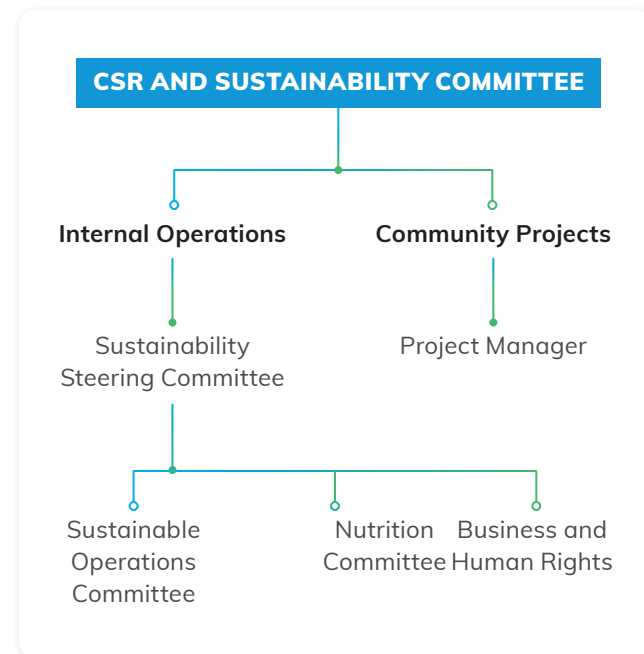 CSR AND SUSTAINABILITY COMMITTEE
Internal Operations
Community Projects
Sustainability
Steering Committee
Project Manager
Sustainable
Operations
Committee
Nutrition
Committee
Business and
Human Rights